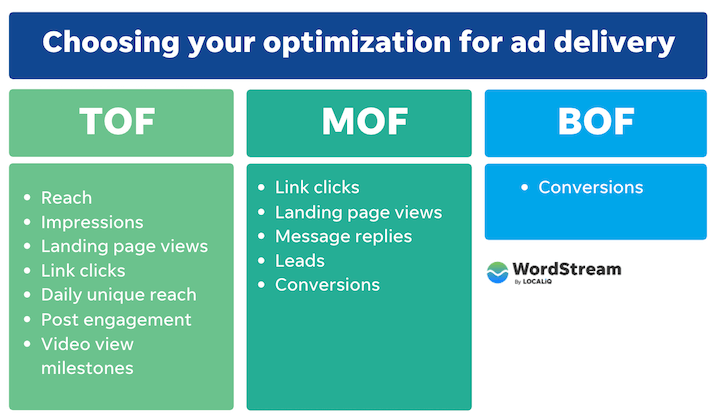 Choosing your optimization for ad delivery
TOF
• Reach
• Impressions
• Landing page views
• Link clicks
• Daily unique reach
• Post engagement
• Video view
milestones
MOF
• Link clicks
• Landing page views
• Message replies
• Leads
• Conversions
BOF
• Conversions
WordStream
By LOCALiQ